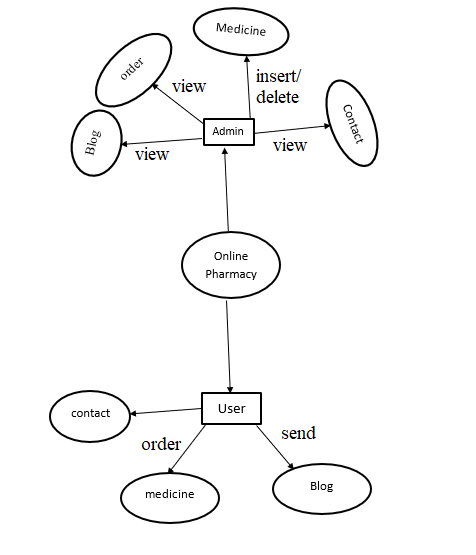 Medicine
order
view
insert/
delete
Contact
Blog
view
Admin
view
Online
Pharmacy
contact
User
order
send
medicine
Blog